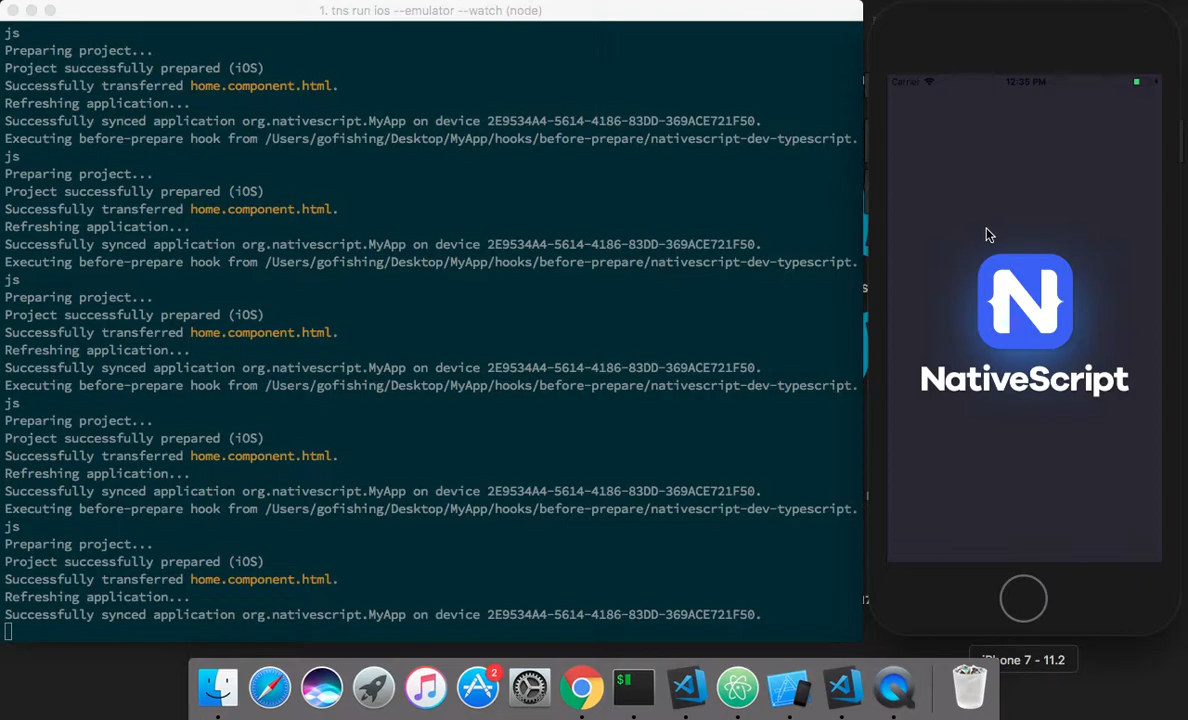 1. tns run ios --emulator --watch (node)
js
Preparing project...
Project successfully prepared (iOS)
Successfully transferred home.component.html.
Refreshing application...
Successfully synced application org.nativescript.MyApp on device 2E9534A4-5614-4186-83DD-369ACE721F50.
Executing before-prepare hook from /Users/gofishing/Desktop/MyApp/hooks/before-prepare/nativescript-dev-typescript.
js
Preparing project...
Project successfully prepared (iOS)
Successfully transferred home.component.html.
Refreshing application...
Successfully synced application org.nativescript.MyApp on device 2E9534A4-5614-4186-83DD-369ACE721F50.
Executing before-prepare hook from /Users/gofishing/Desktop/MyApp/hooks/before-prepare/nativescript-dev-typescript.
js
Preparing project...
Project successfully prepared (iOS)
Successfully transferred home.component.html.
Refreshing application...
Successfully synced application org.nativescript.MyApp on device 2E9534A4-5614-4186-83DD-369ACE721F50.
Executing before-prepare hook from /Users/gofishing/Desktop/MyApp/hooks/before-prepare/nativescript-dev-typescript.
js
Preparing project...
Project successfully prepared (iOS)
Successfully transferred home.component.html.
Refreshing application...
Successfully synced application org.nativescript.MyApp on device 2E9534A4-5614-4186-83DD-369ACE721F50.
Executing before-prepare hook from /Users/gofishing/Desktop/MyApp/hooks/before-prepare/nativescript-dev-typescript.
js
Preparing project...
Project successfully prepared (iOS)
Successfully transferred home.component.html.
Refreshing application...
Successfully synced application org.nativescript.MyApp on device 2E9534A4-5614-4186-83DD-369ACE721F50.
Carrier 12:35 PM
N
NativeScript
iPhone 7 - 11.2
2
$